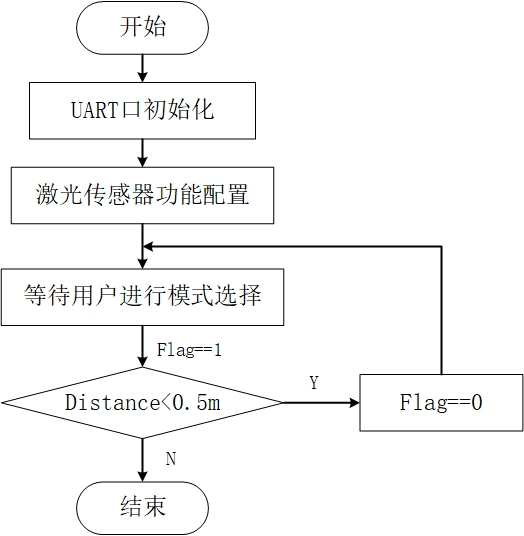 开始
UART口初始化
激光传感器功能配置
等待用户进行模式选择
Flag==1
Distance<0.5m
Y
Flag==0
N
结束